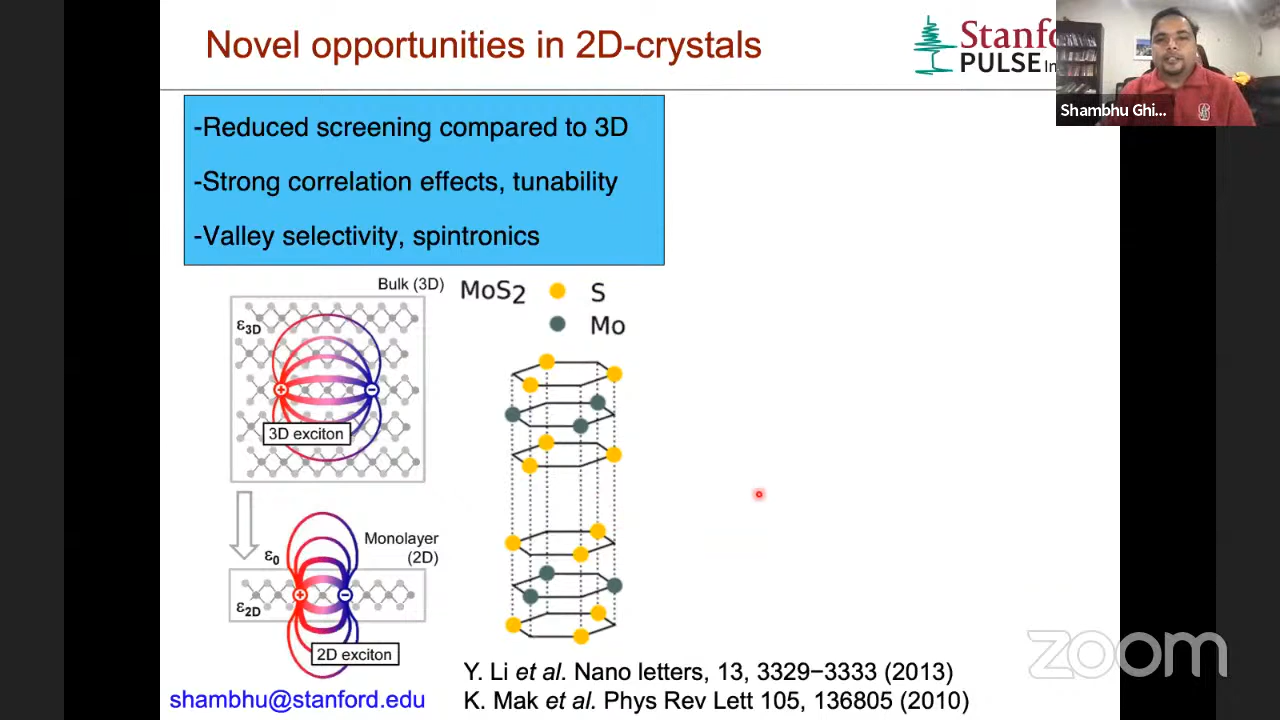 Novel opportunities in 2D-crystals
Stanf
PULSE In
Shambhu Ghi...
-Reduced screening compared to 3D
-Strong correlation effects, tunability
-Valley selectivity, spintronics
Bulk (3D)
ε3D
3D exciton
Monolayer
(2D)
ε0
ε2D
2D exciton
MoS2
S
Mo
Y. Li et al. Nano letters, 13, 3329−3333 (2013)
K. Mak et al. Phys Rev Lett 105, 136805 (2010)
shambhu@stanford.edu
zoom